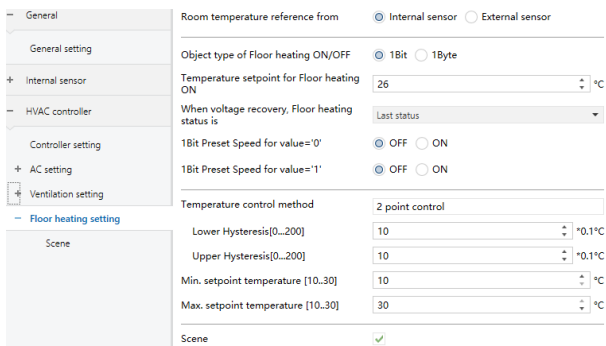 General
General setting
Internal sensor
HVAC controller
Controller setting
AC setting
Ventilation setting
Floor heating setting
Scene
Room temperature reference from Internal sensor External sensor
Object type of Floor heating ON/OFF 1Bit 1Byte
Temperature setpoint for Floor heating
ON
26 °C
When voltage recovery, Floor heating
status is
Last status
1Bit Preset Speed for value='0' OFF ON
1Bit Preset Speed for value='1' OFF ON
Temperature control method 2 point control
Lower Hysteresis[0...200] 10 *0.1°C
Upper Hysteresis[0...200] 10 *0.1°C
Min. setpoint temperature [10..30] 10 °C
Max. setpoint temperature [10..30] 30 °C
Scene